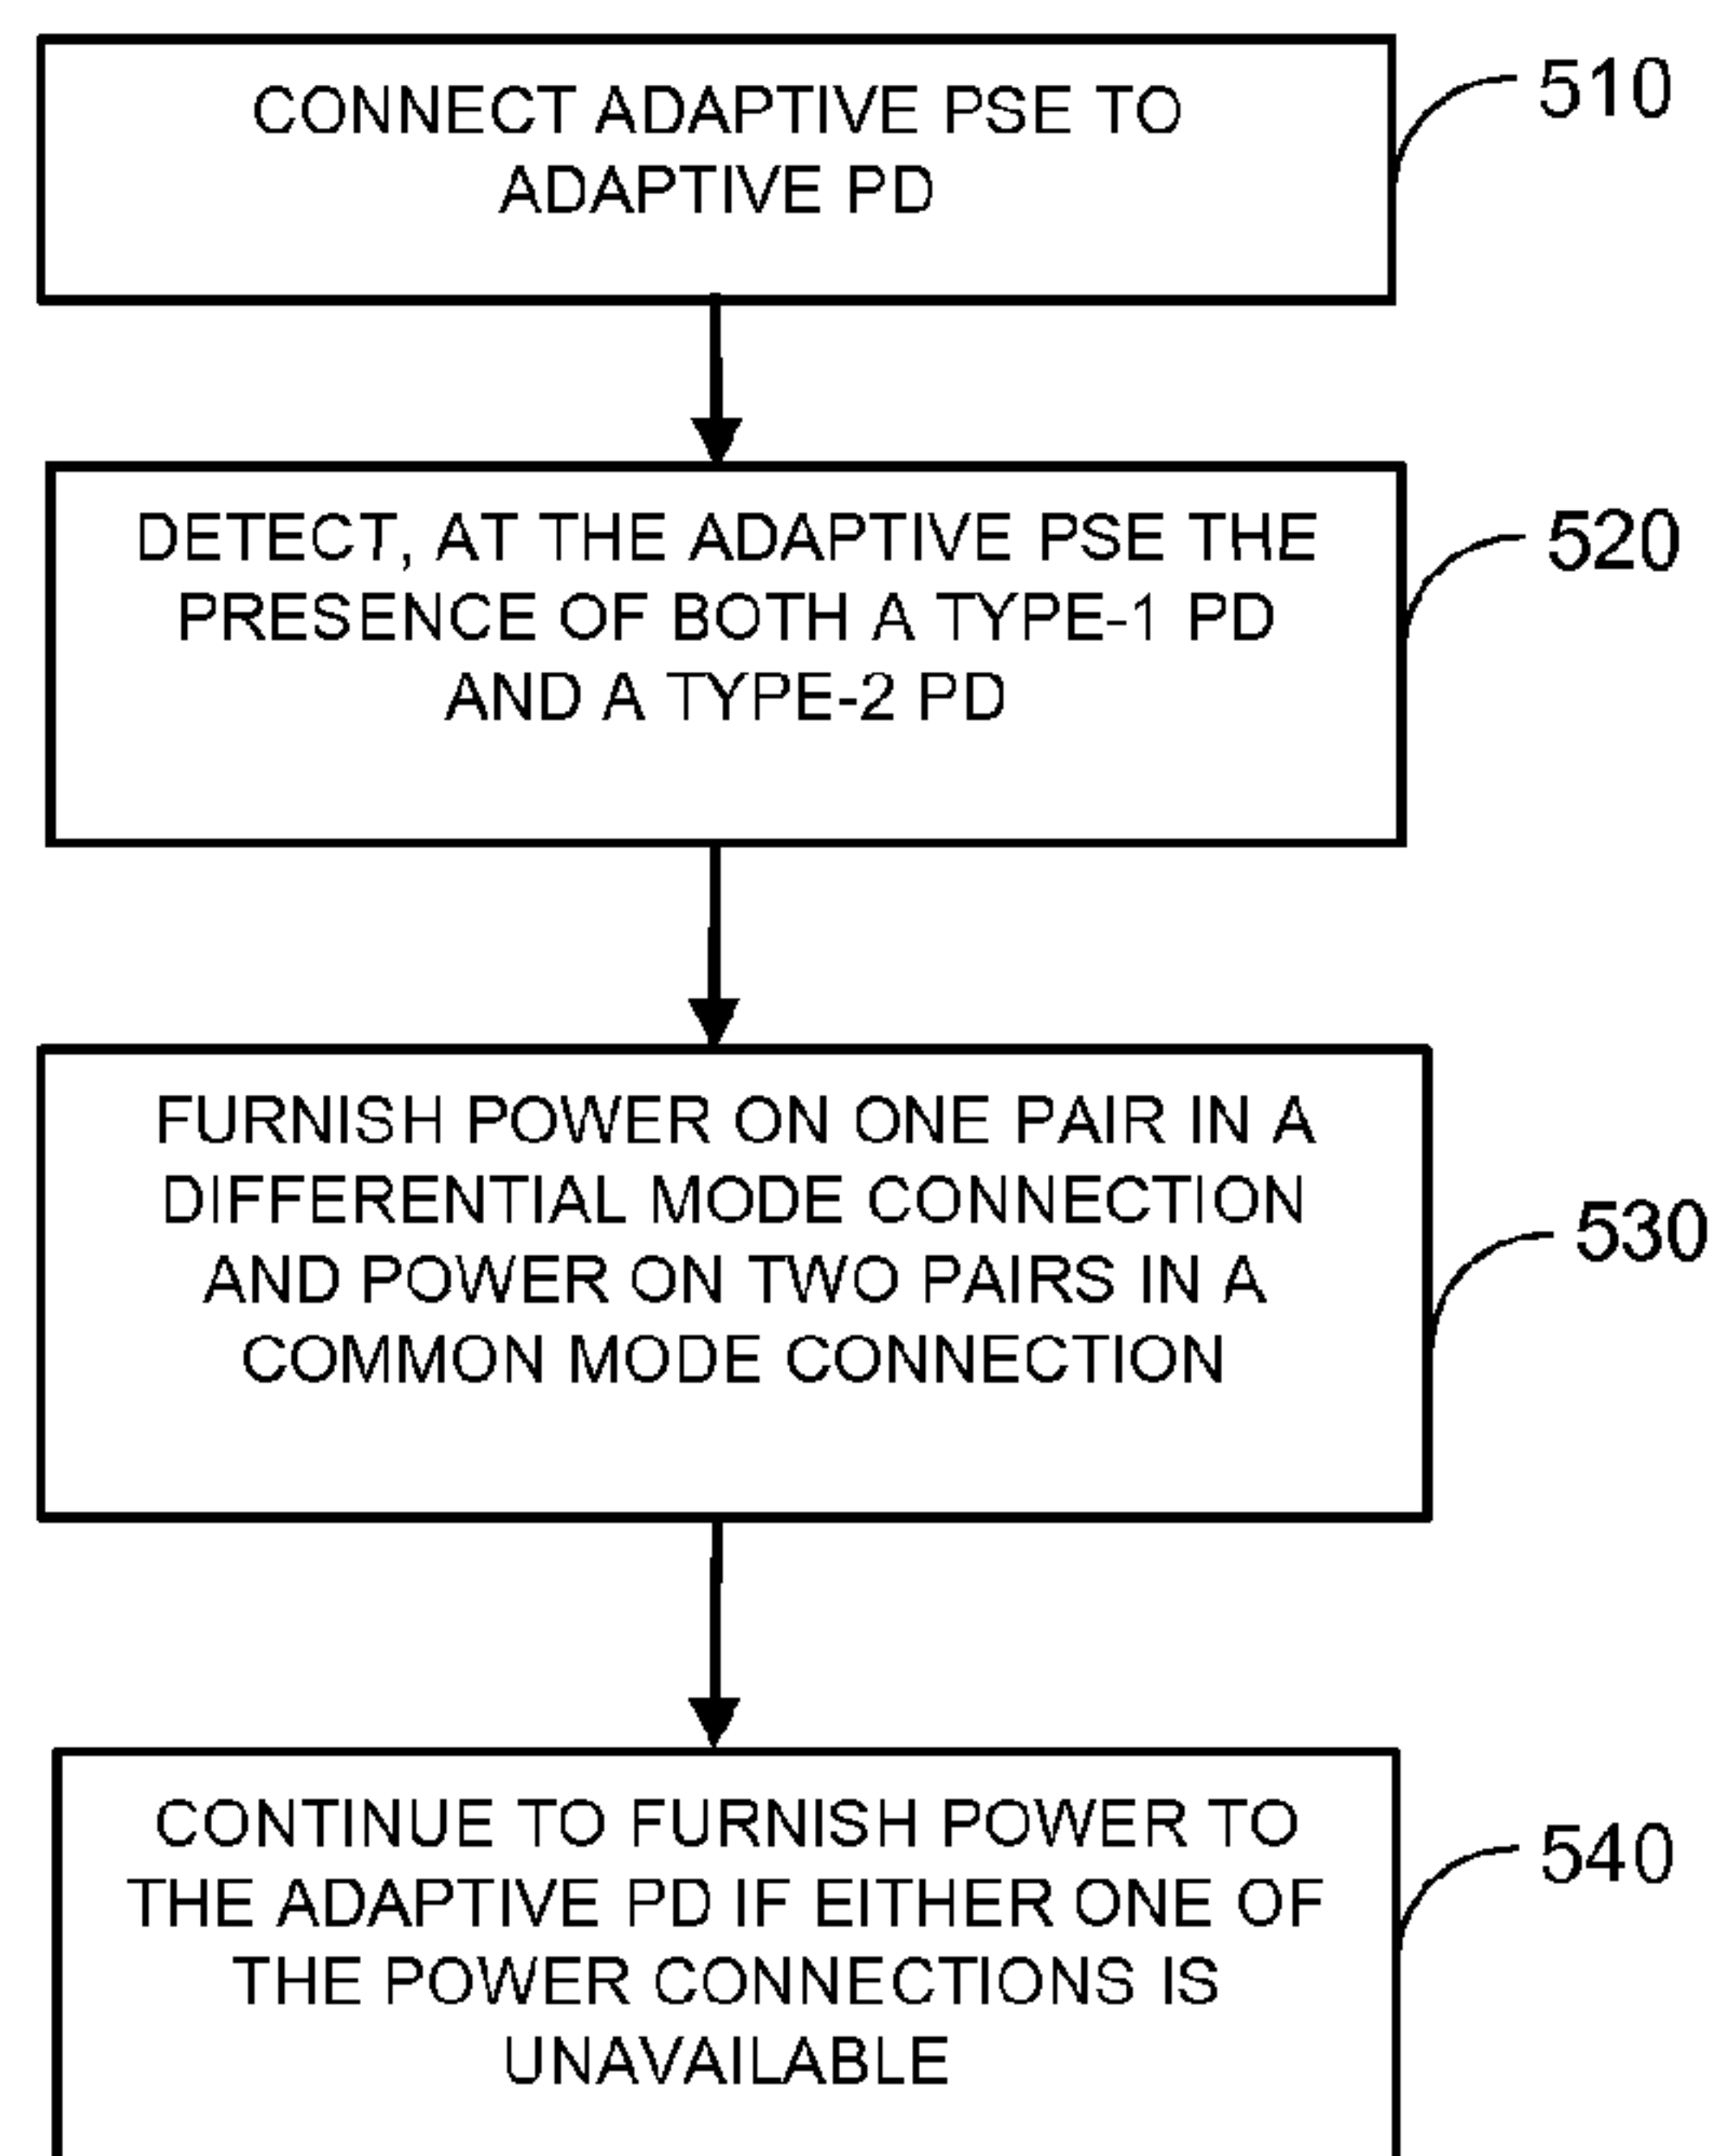 CONNECT ADAPTIVE PSE TO
ADAPTIVE PD
510
DETECT, AT THE ADAPTIVE PSE THE
PRESENCE OF BOTH A TYPE-1 PD
AND A TYPE-2 PD
520
FURNISH POWER ON ONE PAIR IN A
DIFFERENTIAL MODE CONNECTION
AND POWER ON TWO PAIRS IN A
COMMON MODE CONNECTION
530
CONTINUE TO FURNISH POWER TO
THE ADAPTIVE PD IF EITHER ONE OF
THE POWER CONNECTIONS IS
UNAVAILABLE
540